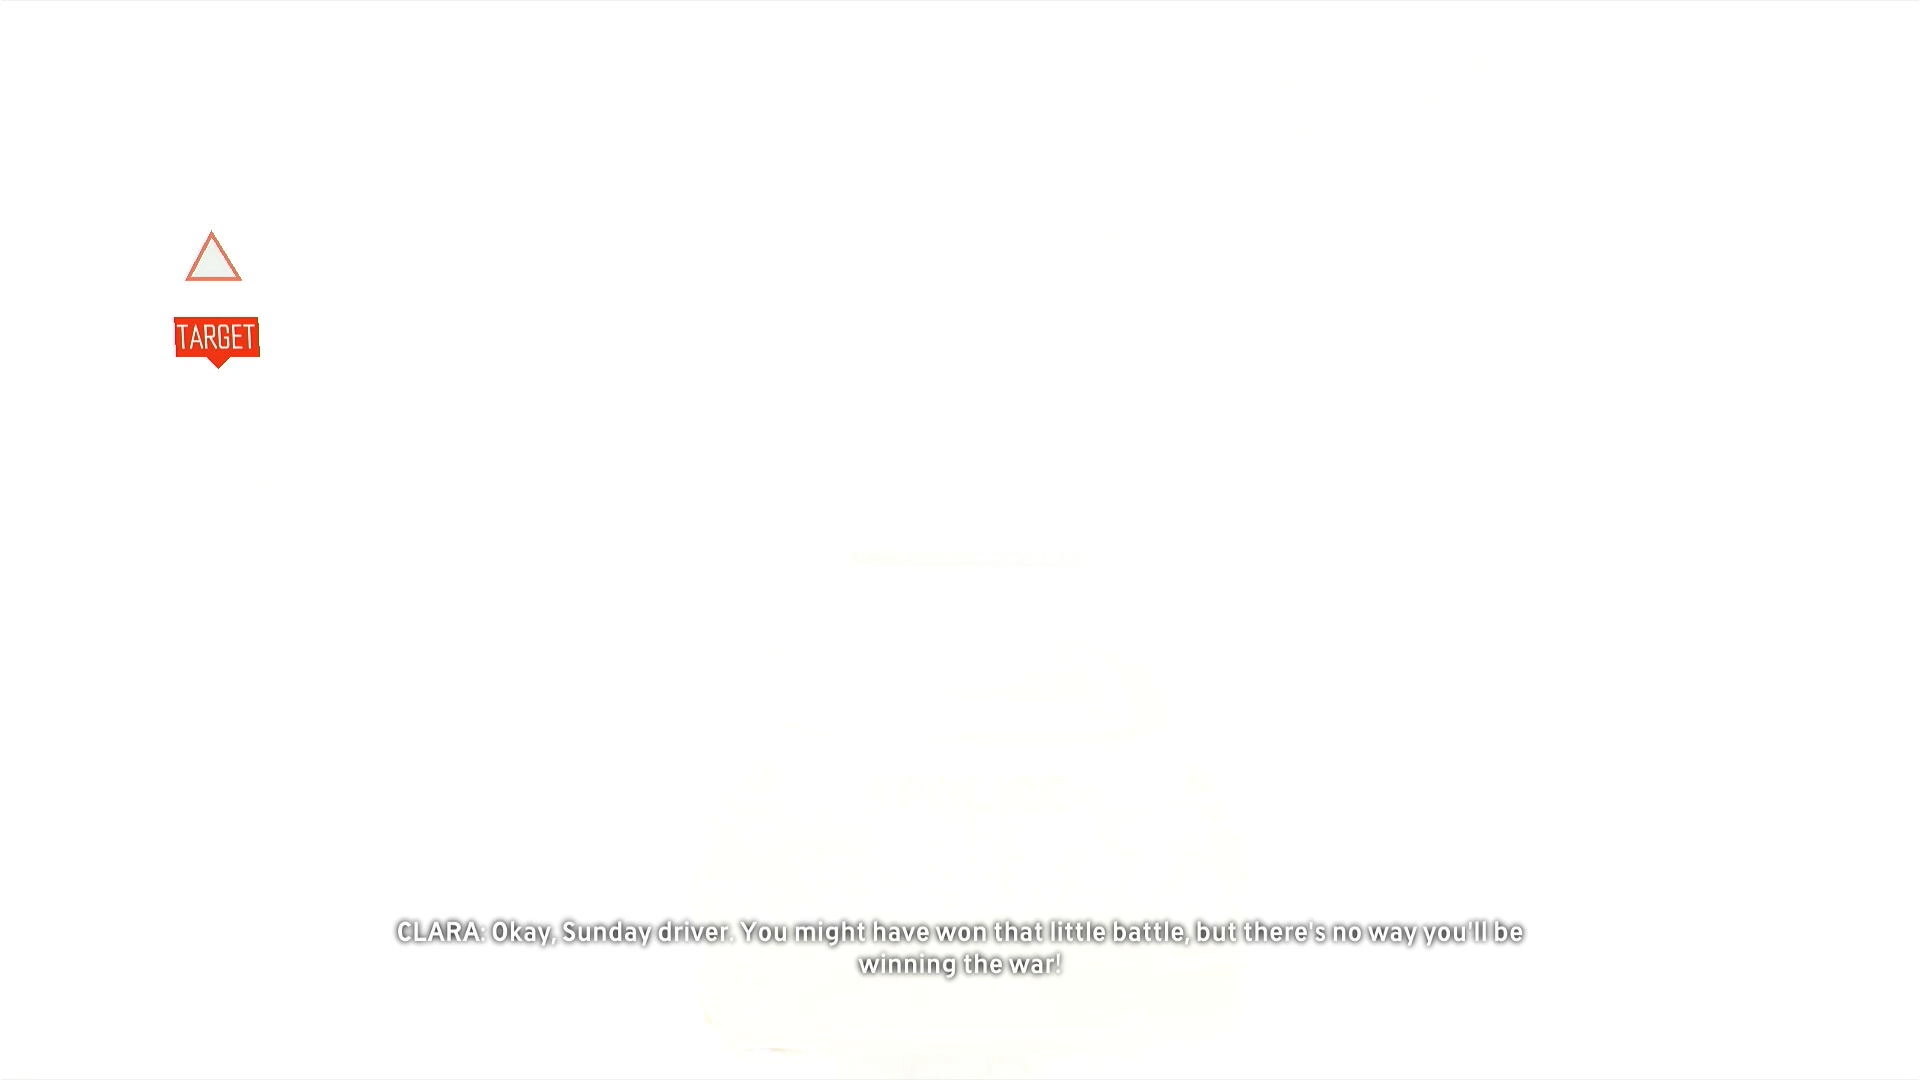 TARGET
CLARA: Okay, Sunday driver. You might have won that little battle, but there's no way you'll be
winning the war!